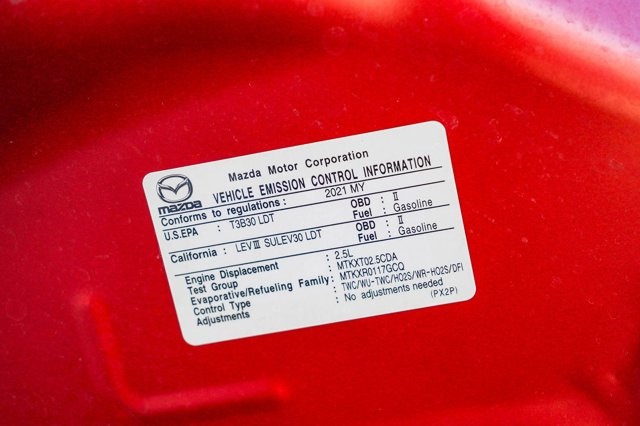 Mazda Motor Corporation
mazda VEHICLE EMISSION CONTROL INFORMATION
Conforms to regulations : 2021 MY
U.S.EPA : T3B30 LDT OBD : II
Fuel : Gasoline
California : LEVIII SULEV30 LDT OBD : II
Fuel : Gasoline
Engine Displacement : 2.5L
Test Group : MTKXT02.5CDA
Evaporative/Refueling Family : MTKXR0117GCQ
Control Type : TWC/WU-TWC/HO2S/WR-HO2S/DFI
Adjustments : No adjustments needed
(PX2P)